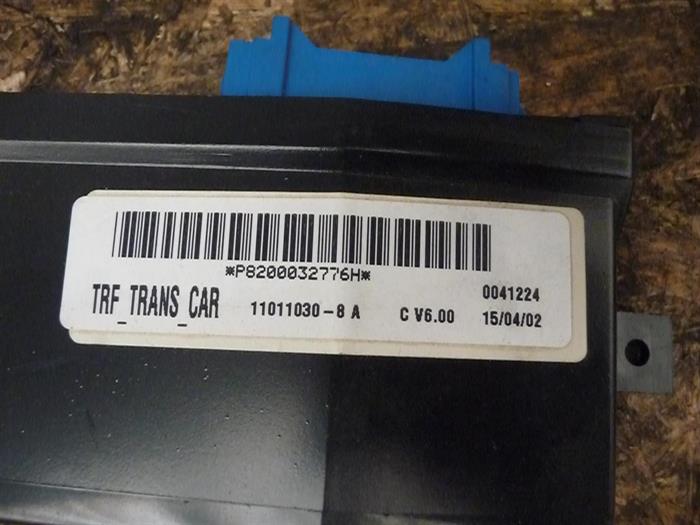 *P8200032776H*
0041224
TRF_TRANS_CAR 11011030-8 A C V6.00 15/04/02